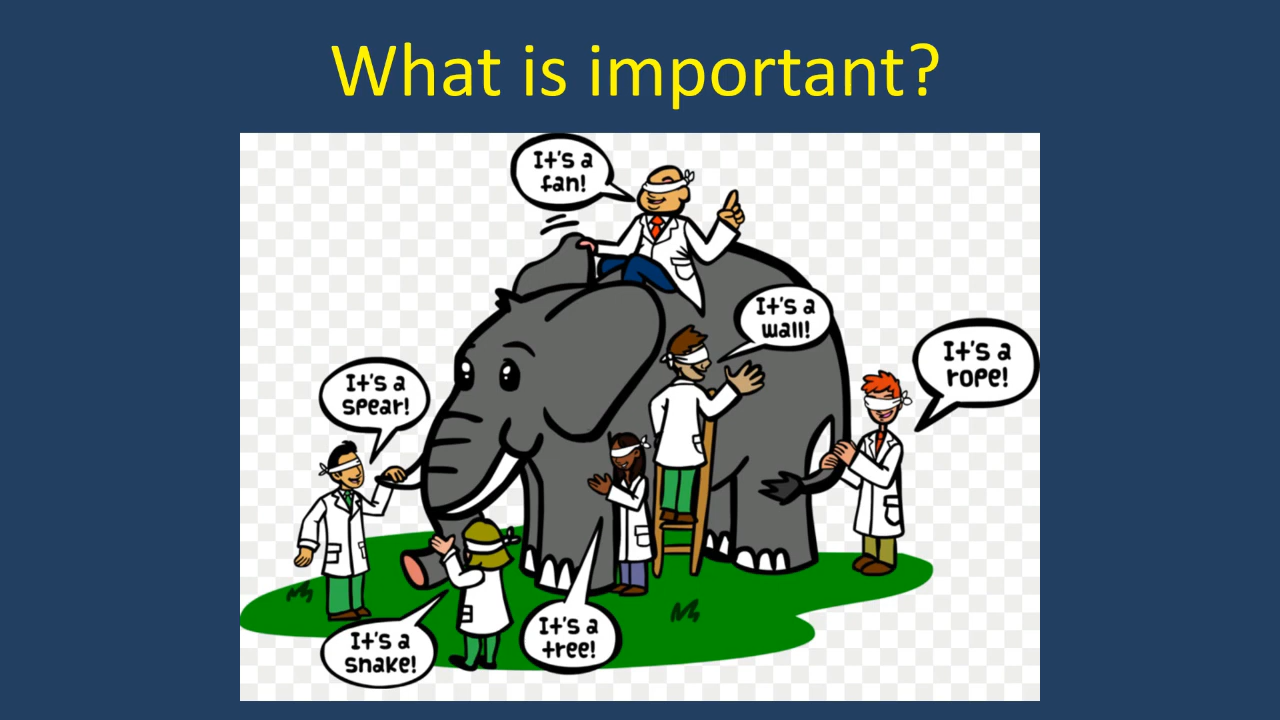 What is important?
It's a
fan!
It's a
wall!
It's a
rope!
It's a
spear!
It's a
snake!
It's a
tree!